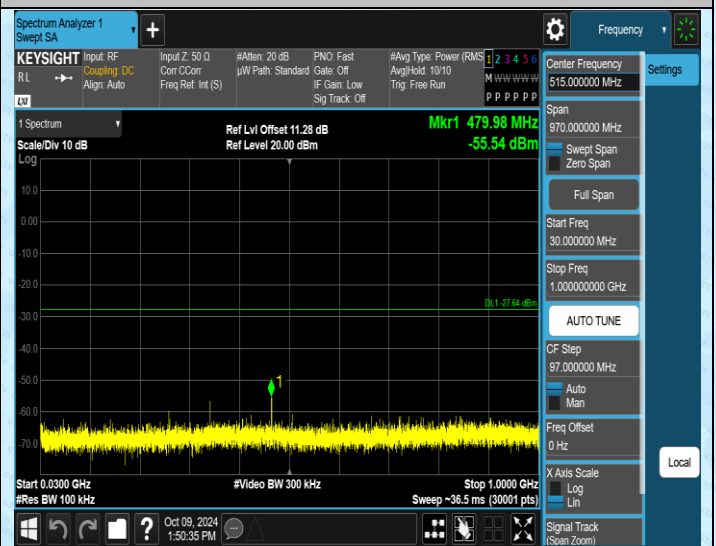 Spectrum Analyzer 1
Swept SA
+
Frequency
KEYSIGHT
RL
LXI
Input: RF
Coupling: DC
Align: Auto
Input Z: 50 Ω
Corr CCorr
Freq Ref: Int (S)
#Atten: 20 dB
µW Path: Standard
PNO: Fast
Gate: Off
IF Gain: Low
Sig Track: Off
#Avg Type: Power (RMS
Avg|Hold: 10/10
Trig: Free Run
1 2 3 4 5 6
M W W W W W
P P P P P P
1 Spectrum
Scale/Div 10 dB
Ref Lvl Offset 11.28 dB
Ref Level 20.00 dBm
Mkr1 479.98 MHz
-55.54 dBm
Log
10.0
0.00
-10.0
-20.0
DL1 -27.64 dBm
-30.0
-40.0
-50.0
1
-60.0
-70.0
Start 0.0300 GHz
#Res BW 100 kHz
#Video BW 300 kHz
Stop 1.0000 GHz
Sweep ~36.5 ms (30001 pts)
?
Oct 09, 2024
1:50:35 PM
Center Frequency
515.000000 MHz
Settings
Span
970.000000 MHz
Swept Span
Zero Span
Full Span
Start Freq
30.000000 MHz
Stop Freq
1.000000000 GHz
AUTO TUNE
CF Step
97.000000 MHz
Auto
Man
Freq Offset
0 Hz
Local
X Axis Scale
Log
Lin
Signal Track
(Span Zoom)